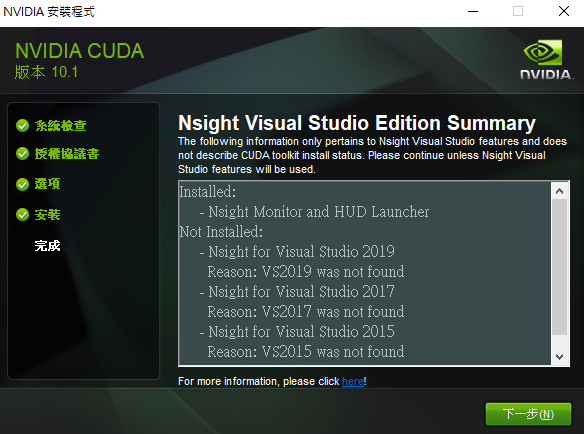 NVIDIA 安裝程式
NVIDIA CUDA
版本 10.1
NVIDIA.
系統檢查
授權協議書
選項
安裝
完成
Nsight Visual Studio Edition Summary
The following information only pertains to Nsight Visual Studio features and does
not describe CUDA toolkit install status. Please continue unless Nsight Visual
Studio features will be used.
Installed:
- Nsight Monitor and HUD Launcher
Not Installed:
- Nsight for Visual Studio 2019
Reason: VS2019 was not found
- Nsight for Visual Studio 2017
Reason: VS2017 was not found
- Nsight for Visual Studio 2015
Reason: VS2015 was not found
For more information, please click here!
下一步(N)